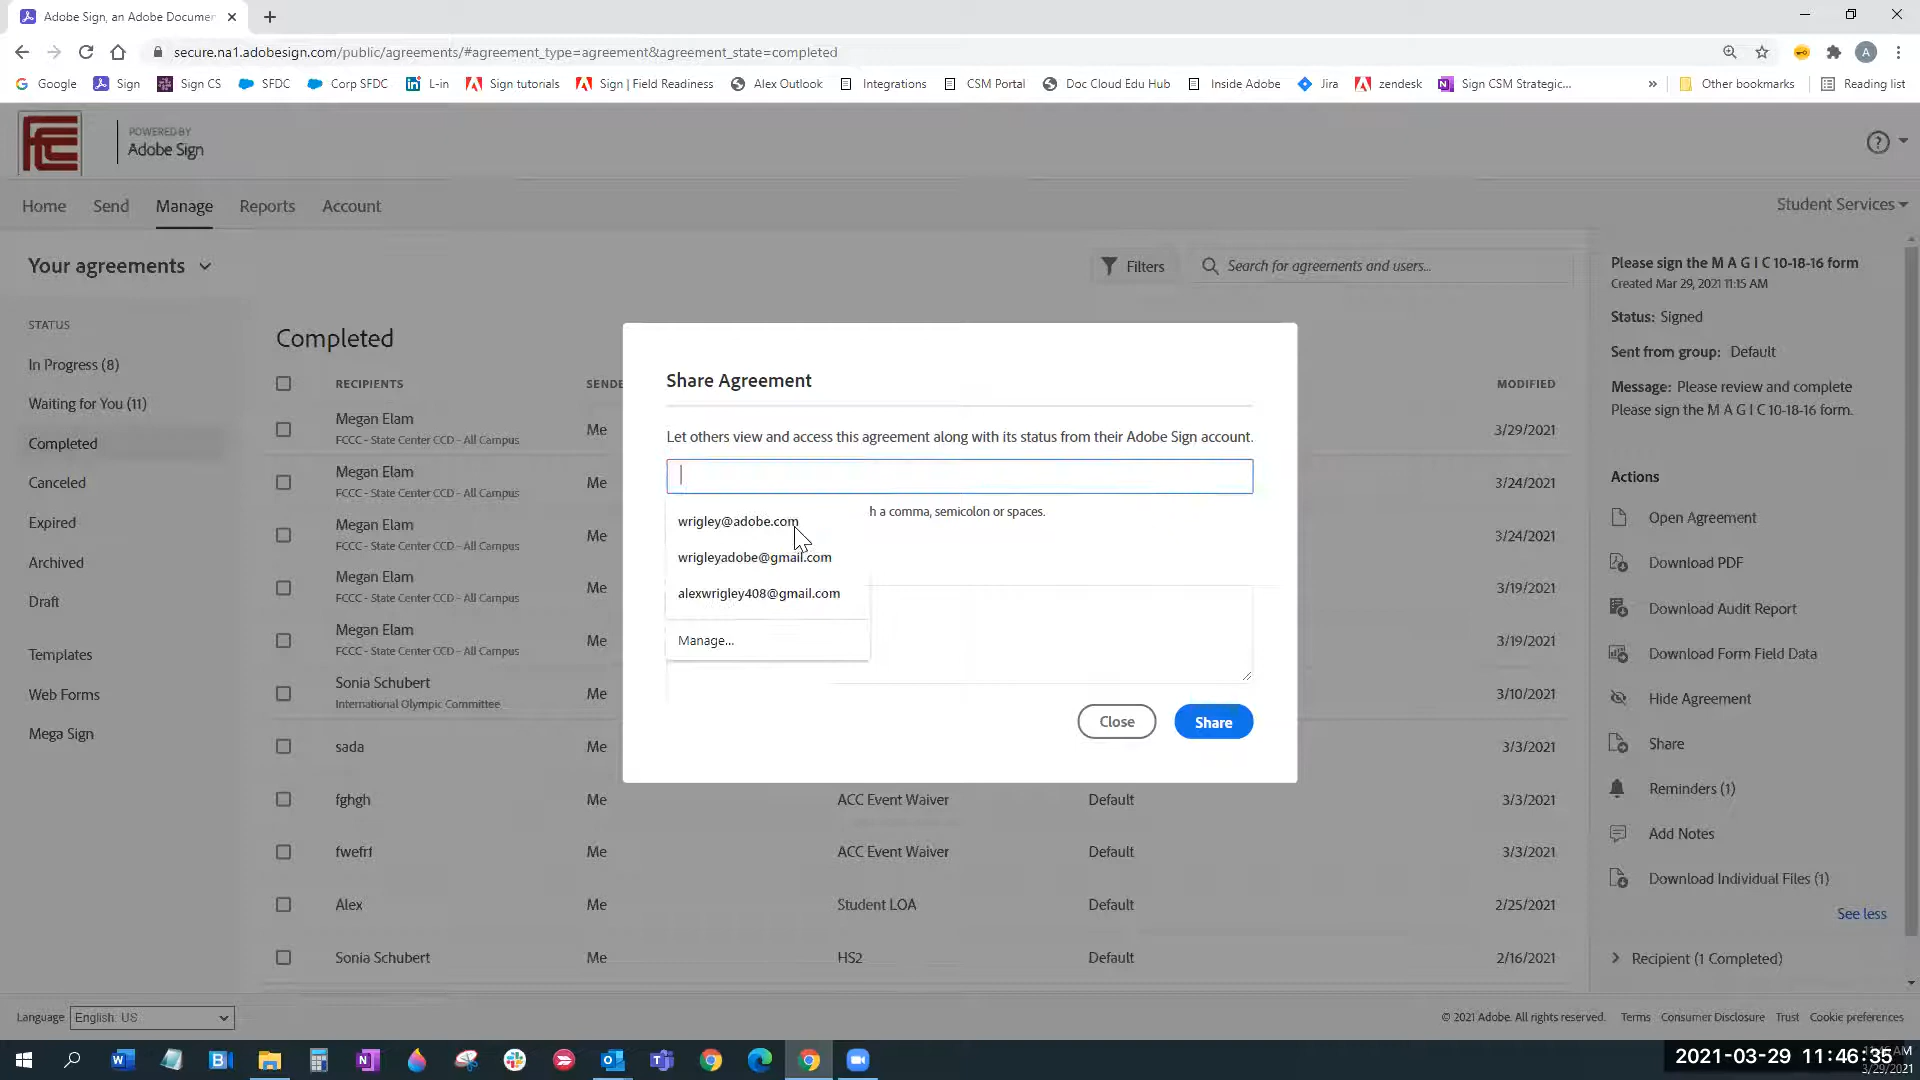 Adobe Sign, an Adobe Documen
secure.na1.adobesign.com/public/agreements/#agreement_type=agreement&agreement_state=completed
A
Google
Sign
Sign CS
SFDC
Corp SFDC
L-in
Sign tutorials
Sign | Field Readiness
Alex Outlook
Integrations
CSM Portal
Doc Cloud Edu Hub
Inside Adobe
Jira
zendesk
Sign CSM Strategic...
»
Other bookmarks
Reading list
POWERED BY
Adobe Sign
Home
Send
Manage
Reports
Account
Student Services
Your agreements
Filters
Search for agreements and users...
STATUS
In Progress (8)
Waiting for You (11)
Completed
Canceled
Expired
Archived
Draft
Templates
Web Forms
Mega Sign
Completed
RECIPIENTS
SENDE
MODIFIED
Megan Elam
FCCC - State Center CCD - All Campus
Me
3/29/2021
Megan Elam
FCCC - State Center CCD - All Campus
Me
3/24/2021
Megan Elam
FCCC - State Center CCD - All Campus
Me
3/24/2021
Megan Elam
FCCC - State Center CCD - All Campus
Me
3/19/2021
Megan Elam
FCCC - State Center CCD - All Campus
Me
3/19/2021
Sonia Schubert
International Olympic Committee
Me
3/10/2021
sada
Me
3/3/2021
fghgh
Me
ACC Event Waiver
Default
3/3/2021
fwefrf
Me
ACC Event Waiver
Default
3/3/2021
Alex
Me
Student LOA
Default
2/25/2021
Sonia Schubert
Me
HS2
Default
2/16/2021
Share Agreement
Let others view and access this agreement along with its status from their Adobe Sign account.
h a comma, semicolon or spaces.
wrigley@adobe.com
wrigleyadobe@gmail.com
alexwrigley408@gmail.com
Manage...
Close
Share
Please sign the M A G I C 10-18-16 form
Created Mar 29, 2021 11:15 AM
Status: Signed
Sent from group: Default
Message: Please review and complete
Please sign the M A G I C 10-18-16 form.
Actions
Open Agreement
Download PDF
Download Audit Report
Download Form Field Data
Hide Agreement
Share
Reminders (1)
Add Notes
Download Individual Files (1)
See less
Recipient (1 Completed)
Language
English: US
© 2021 Adobe. All rights reserved.
Terms
Consumer Disclosure
Trust
Cookie preferences
2021-03-29 11:46:35
3/29/2021